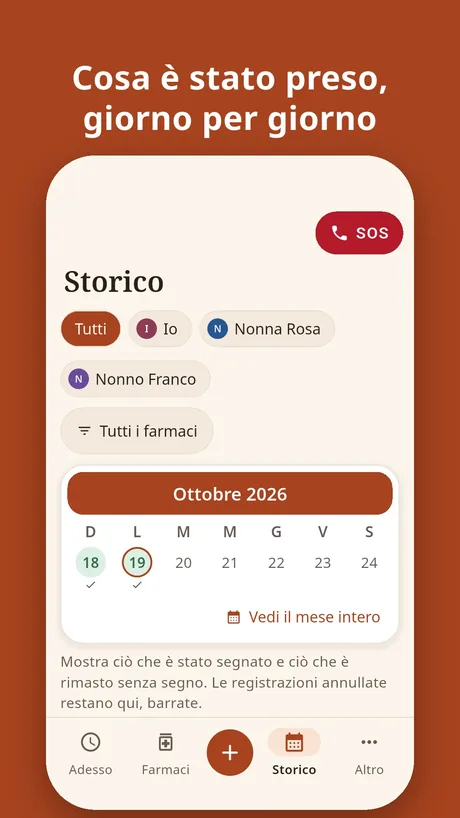 Cosa è stato preso,
giorno per giorno
SOS
Storico
Tutti
I Io
N Nonna Rosa
N Nonno Franco
Tutti i farmaci
Ottobre 2026
D L M M G V S
18 19 20 21 22 23 24
Vedi il mese intero
Mostra ciò che è stato segnato e ciò che è
rimasto senza segno. Le registrazioni annullate
restano qui, barrate.
Adesso Farmaci Storico Altro